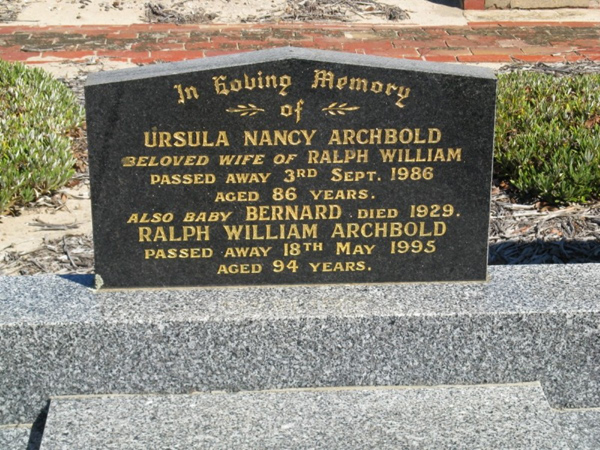 In Loving Memory
of
URSULA NANCY ARCHBOLD
BELOVED WIFE OF RALPH WILLIAM
PASSED AWAY 3RD SEPT. 1986
AGED 86 YEARS.
ALSO BABY BERNARD DIED 1929.
RALPH WILLIAM ARCHBOLD
PASSED AWAY 18TH MAY 1995
AGED 94 YEARS.